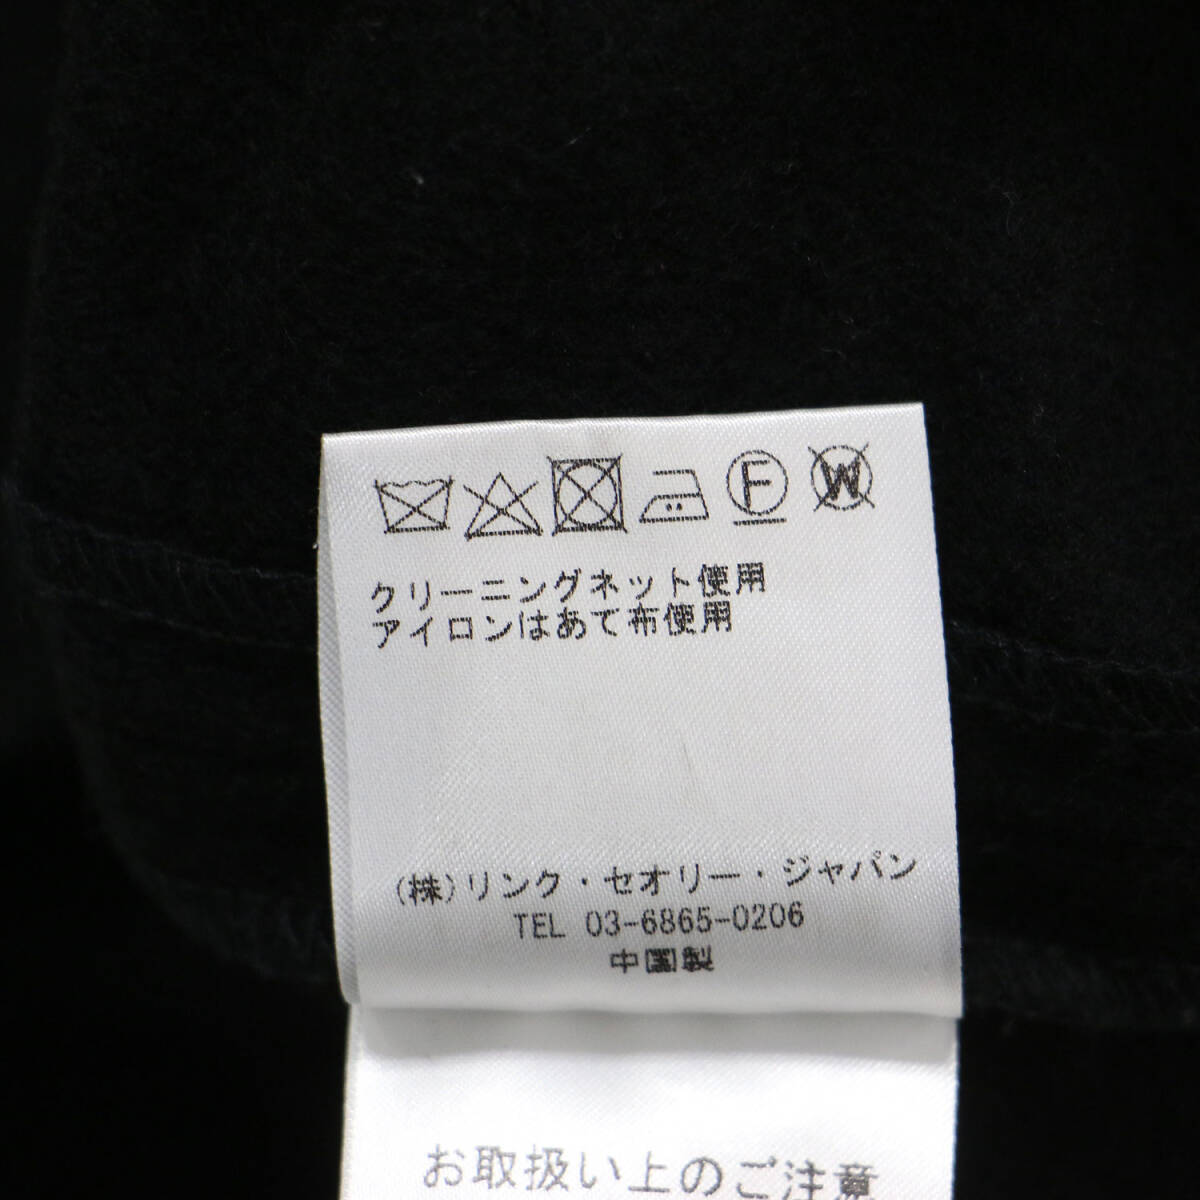 F W
クリーニングネット使用
アイロンはあて布使用
(株)リンク・セオリー・ジャパン
TEL 03-6865-0206
中国製
お取扱い上のご注意